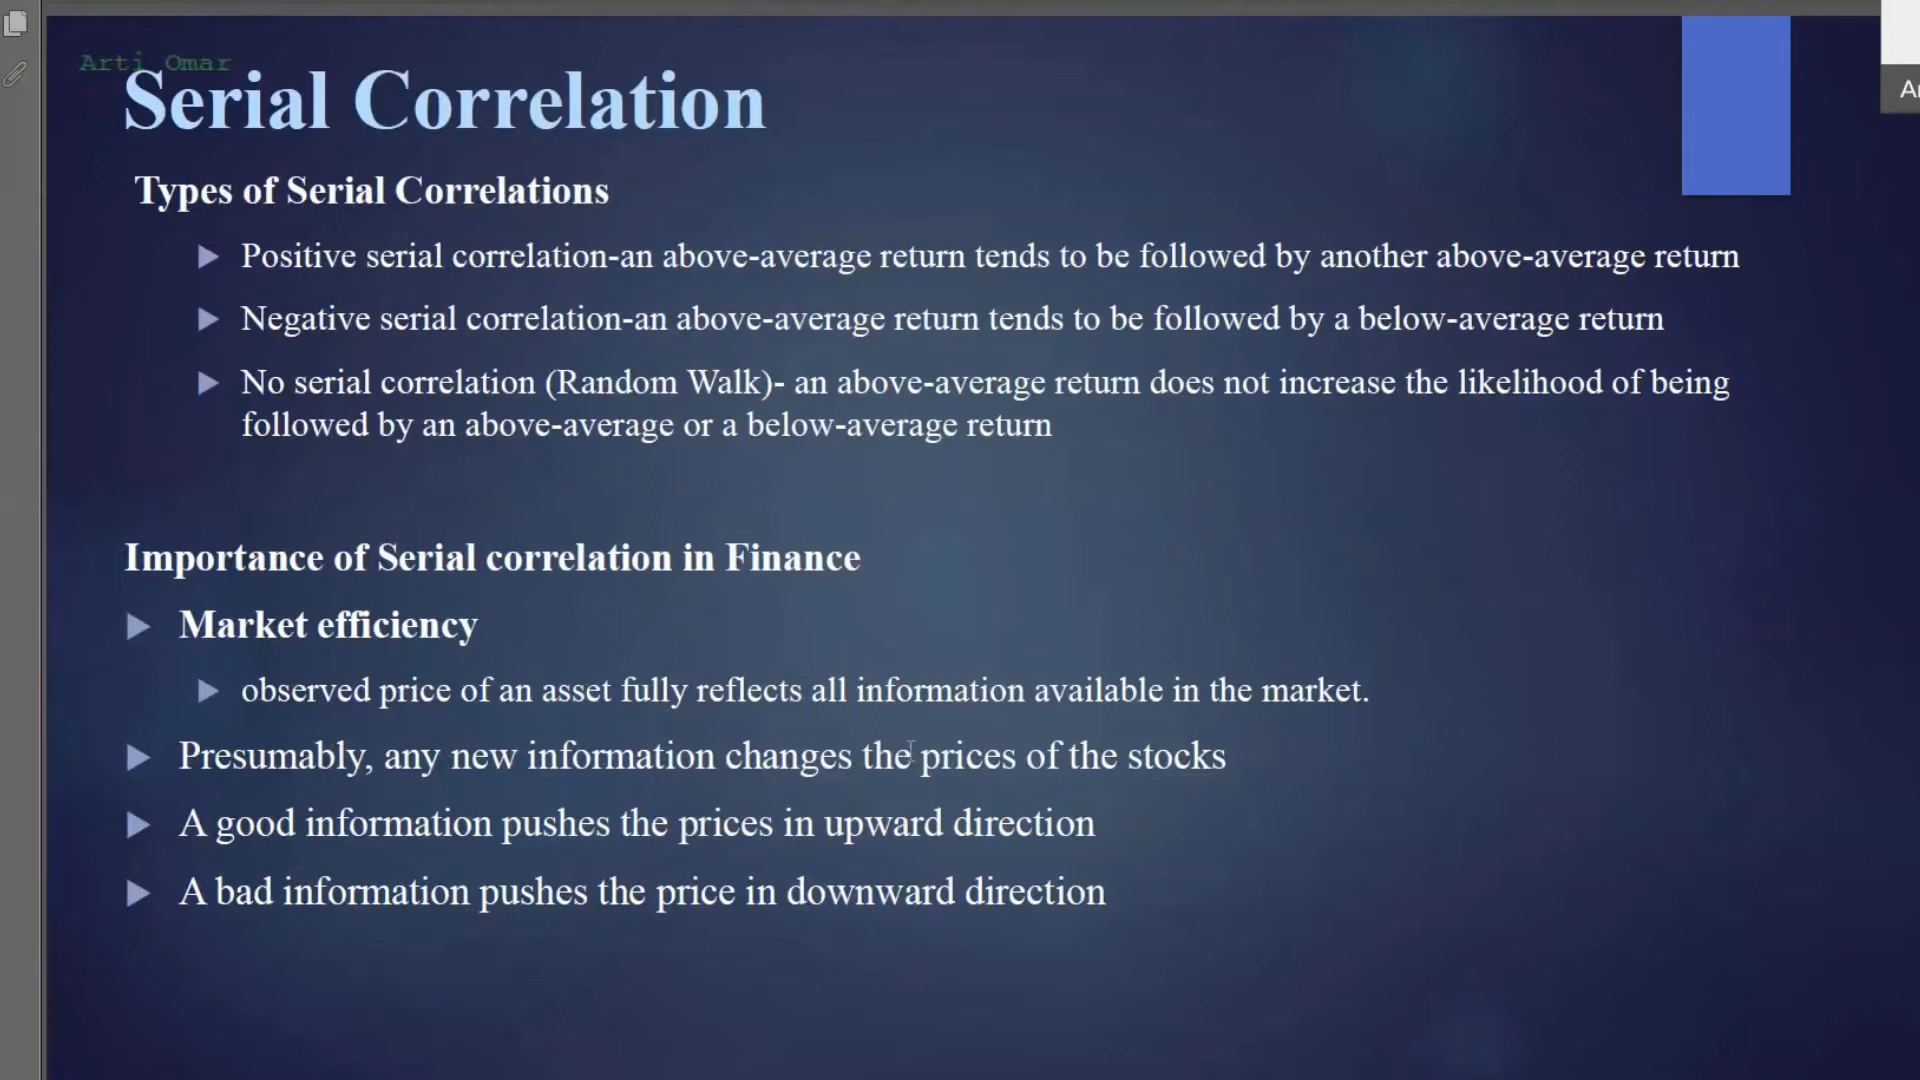 Arti Omar
Serial Correlation
Types of Serial Correlations
Positive serial correlation-an above-average return tends to be followed by another above-average return
Negative serial correlation-an above-average return tends to be followed by a below-average return
No serial correlation (Random Walk)- an above-average return does not increase the likelihood of being
followed by an above-average or a below-average return
Importance of Serial correlation in Finance
Market efficiency
observed price of an asset fully reflects all information available in the market.
Presumably, any new information changes the prices of the stocks
A good information pushes the prices in upward direction
A bad information pushes the price in downward direction